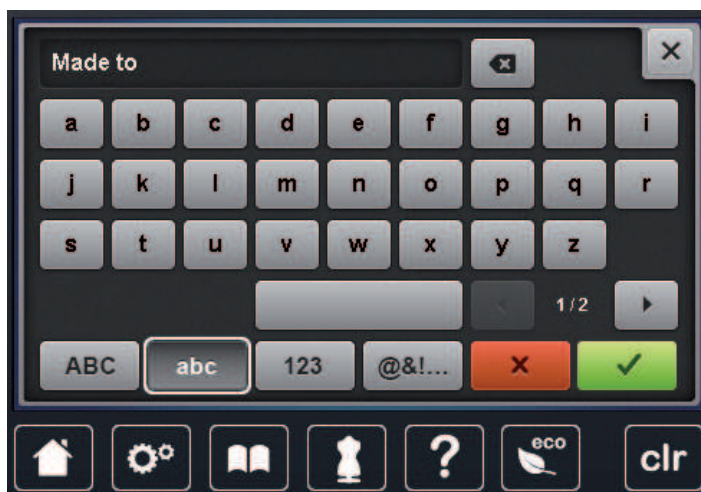 Made to
a b c d e f g h i
j k l m n o p q r
s t u v w x y z
1/2
ABC abc 123 @&!...
? eco clr